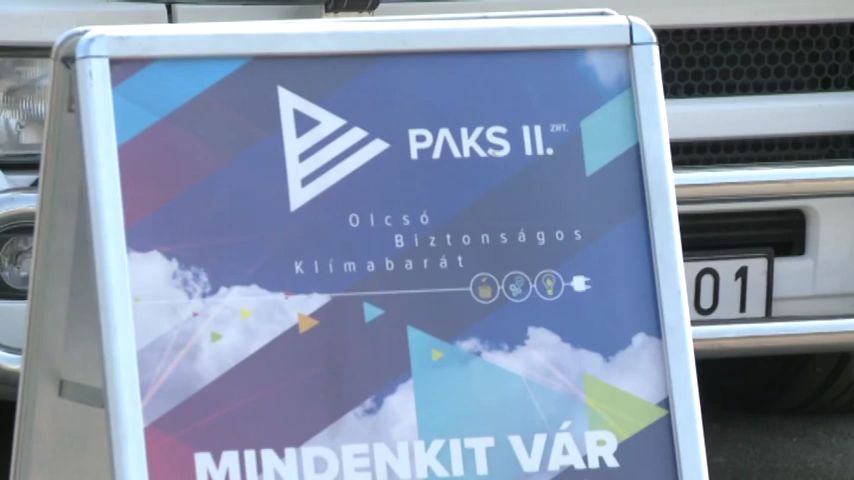 PAKS II. ZRT.
Olcsó
Biztonságos
Klímabarát
01
MINDENKIT VÁR